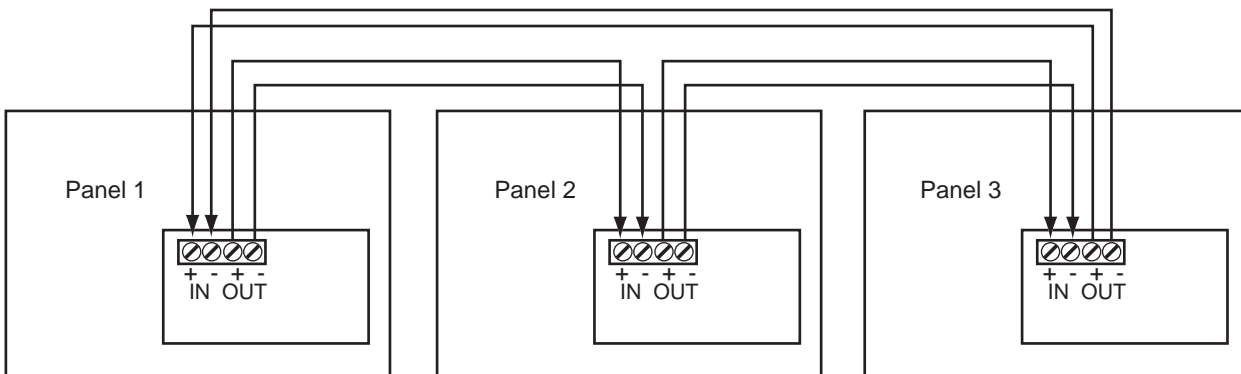 Panel 1
+ - + -
IN OUT
Panel 2
+ - + -
IN OUT
Panel 3
+ - + -
IN OUT